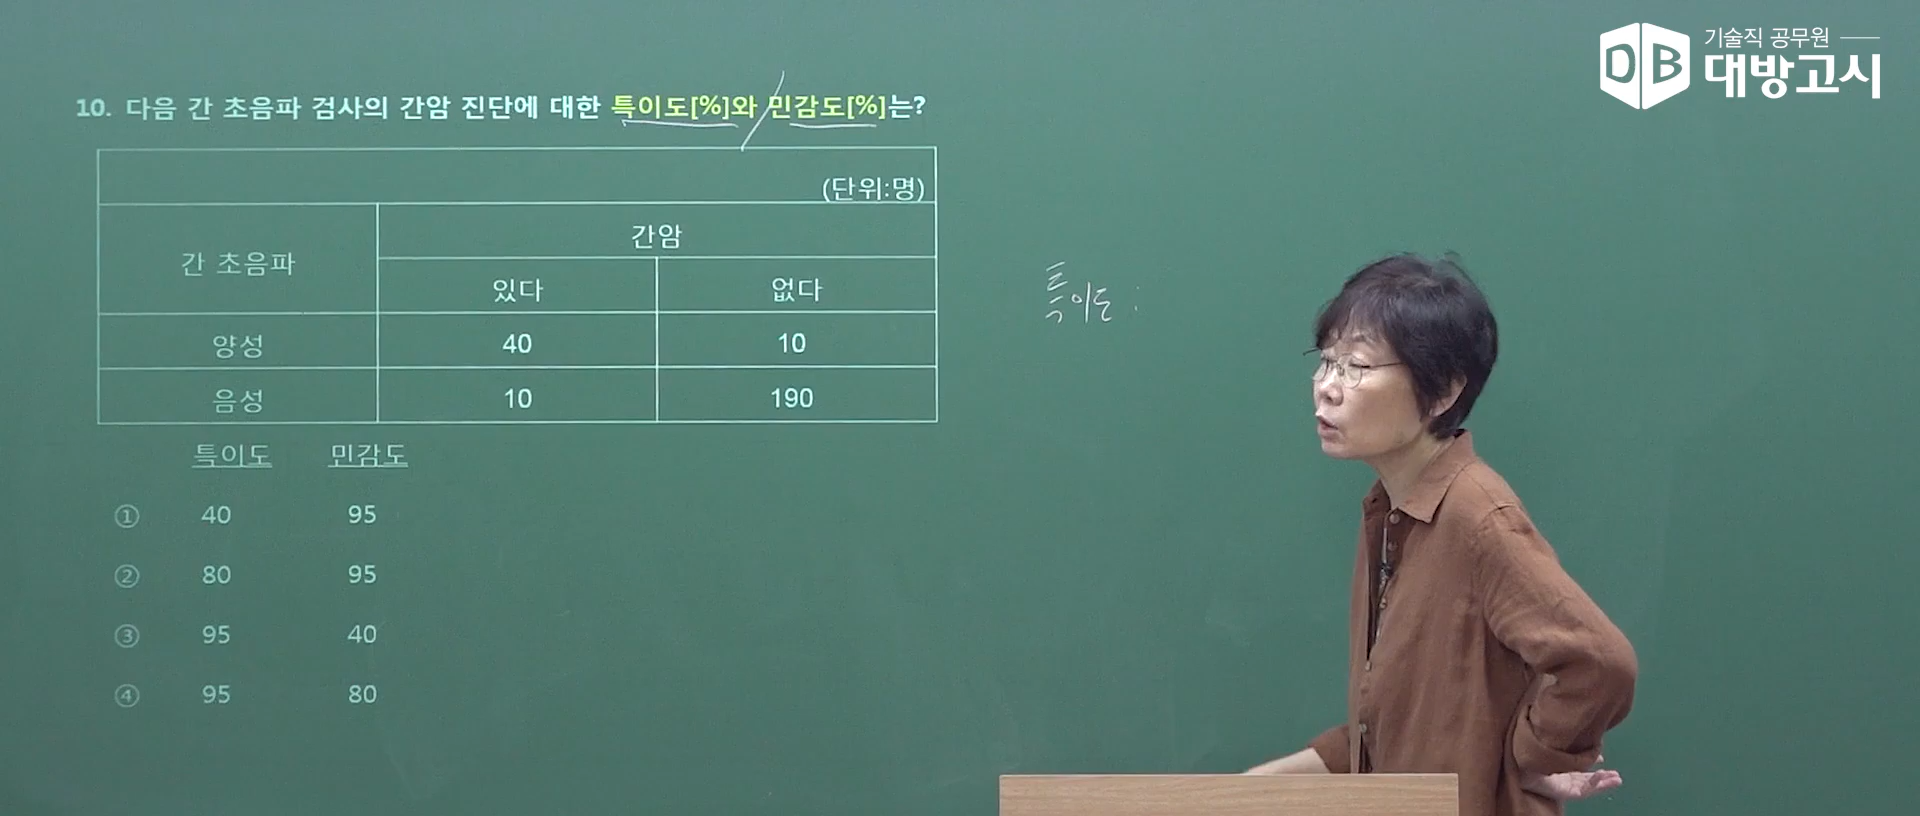 기술직 공무원
DB 대방고시
10. 다음 간 초음파 검사의 간암 진단에 대한 특이도[%]와 민감도[%]는?
(단위:명)
간 초음파
간암
있다 없다
양성 40 10
음성 10 190
특이도 민감도
① 40 95
② 80 95
③ 95 40
④ 95 80
특이도 :